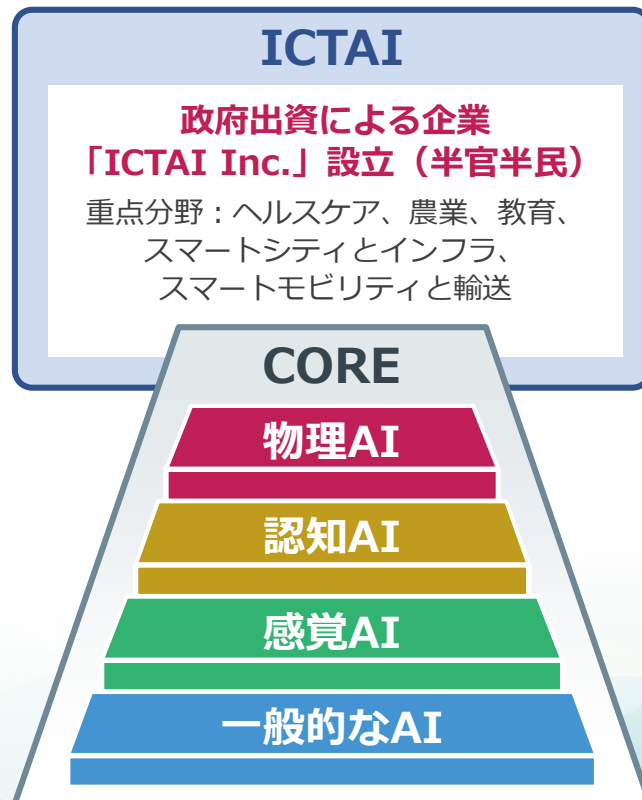 ICTAI
政府出資による企業
「ICTAI Inc.」設立（半官半民）
重点分野：ヘルスケア、農業、教育、
スマートシティとインフラ、
スマートモビリティと輸送
CORE
物理AI
認知AI
感覚AI
一般的なAI